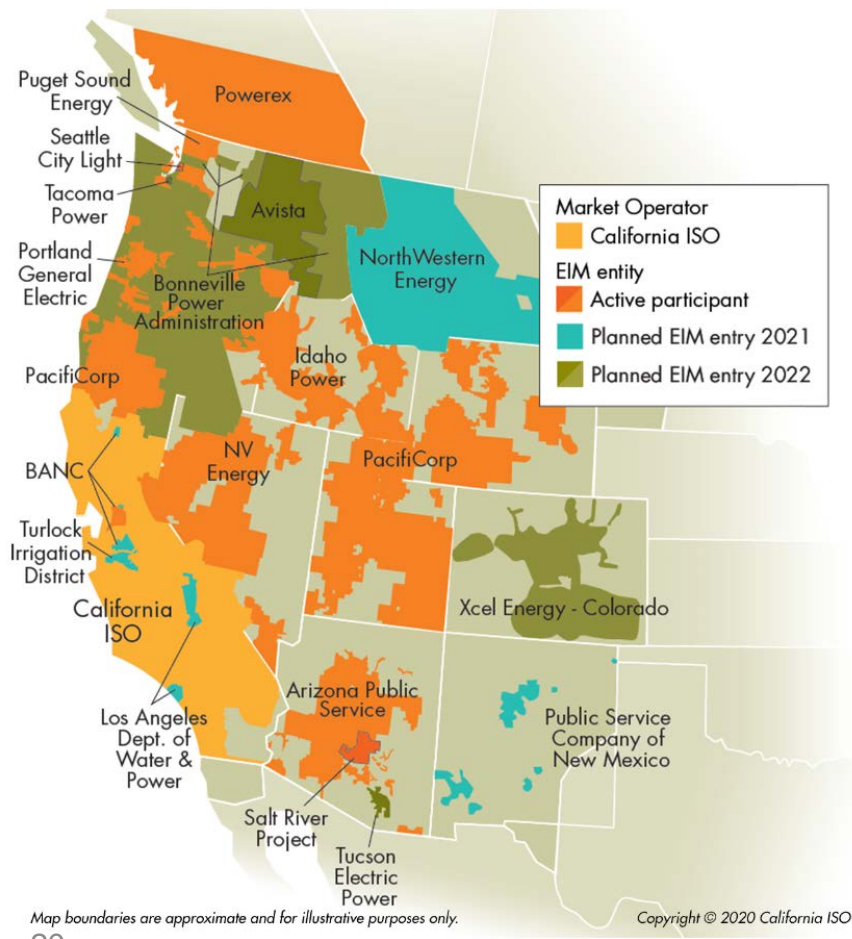 Powerex
Puget Sound
Energy
Seattle
City Light
Tacoma
Power
Avista
Portland
General
Electric
Bonneville
Power
Administration
NorthWestern
Energy
Market Operator
California ISO
EIM entity
Active participant
Planned EIM entry 2021
Planned EIM entry 2022
PacifiCorp
Idaho
Power
NV
Energy
PacifiCorp
BANC
Turlock
Irrigation
District
California
ISO
Xcel Energy - Colorado
Los Angeles
Dept. of
Water &
Power
Arizona Public
Service
Public Service
Company of
New Mexico
Salt River
Project
Tucson
Electric
Power
Map boundaries are approximate and for illustrative purposes only.
Copyright © 2020 California ISO